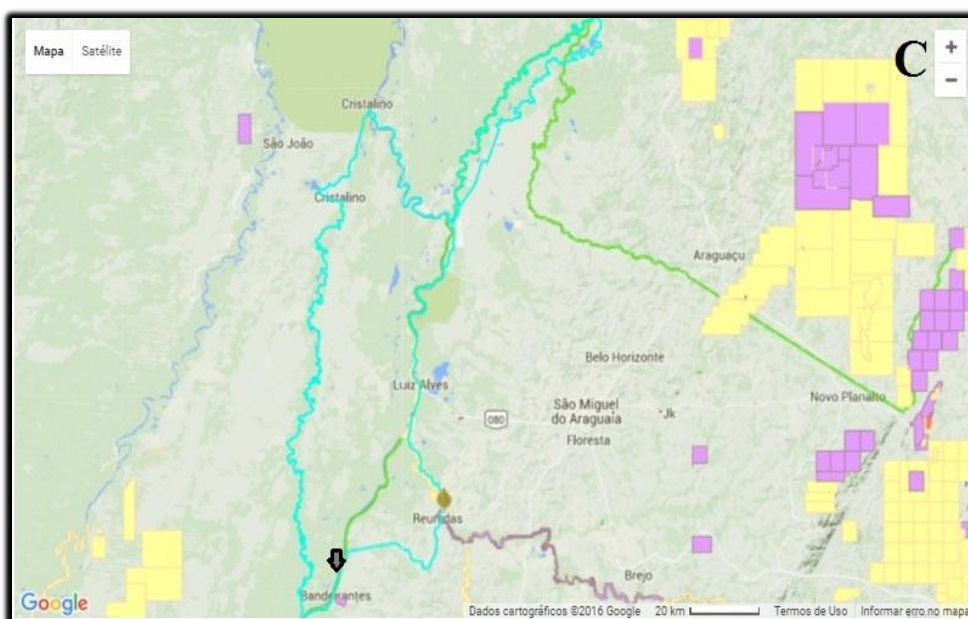 Mapa Satélite
C
+
−
Cristalino
São João
Cristalino
Araguaçu
Belo Horizonte
Luiz Alves
Novo Planalto
São Miguel
do Araguaia
Jk
080
Floresta
Reunidas
Brejo
Bandeirantes
Google
Dados cartográficos ©2016 Google 20 km Termos de Uso Informar erro no mapa